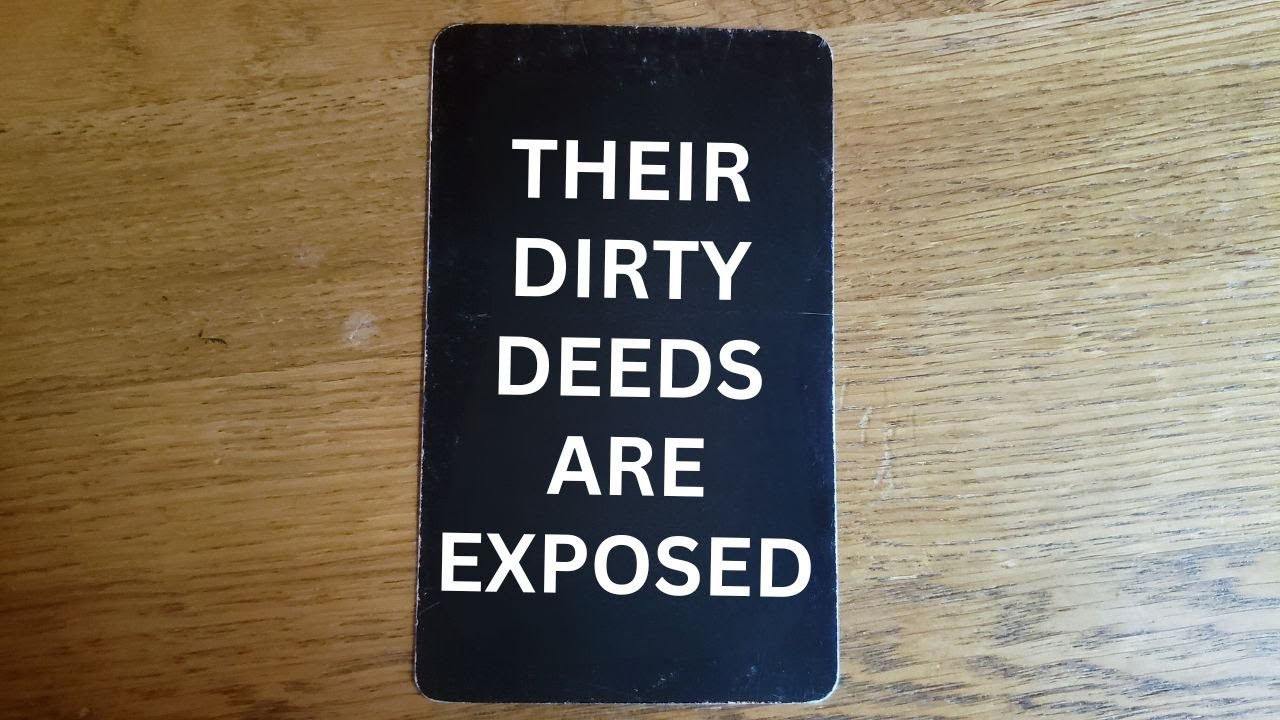 THEIR
DIRTY
DEEDS
ARE
EXPOSED